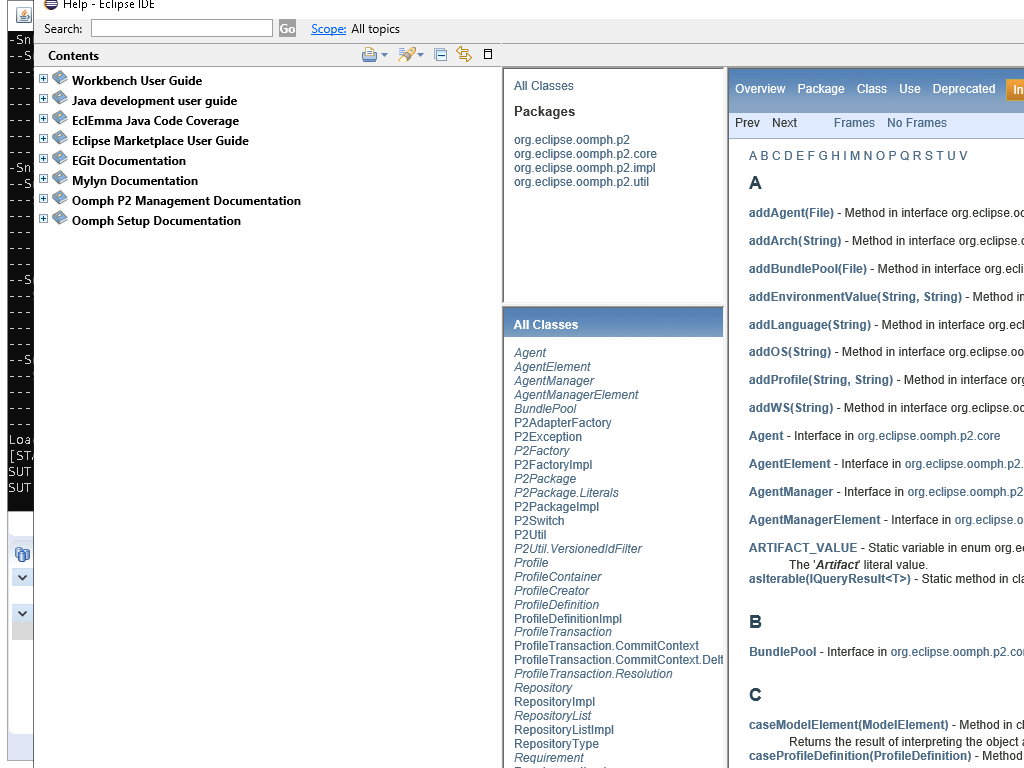 Help - Eclipse IDE
Search:
Go
Scope: All topics
Contents
Workbench User Guide
Java development user guide
EclEmma Java Code Coverage
Eclipse Marketplace User Guide
EGit Documentation
Mylyn Documentation
Oomph P2 Management Documentation
Oomph Setup Documentation
All Classes
Packages
org.eclipse.oomph.p2
org.eclipse.oomph.p2.core
org.eclipse.oomph.p2.impl
org.eclipse.oomph.p2.util
All Classes
Agent
AgentElement
AgentManager
AgentManagerElement
BundlePool
P2AdapterFactory
P2Exception
P2Factory
P2FactoryImpl
P2Package
P2Package.Literals
P2PackageImpl
P2Switch
P2Util
P2Util.VersionedIdFilter
Profile
ProfileContainer
ProfileCreator
ProfileDefinition
ProfileDefinitionImpl
ProfileTransaction
ProfileTransaction.CommitContext
ProfileTransaction.CommitContext.Delt
ProfileTransaction.Resolution
Repository
RepositoryImpl
RepositoryList
RepositoryListImpl
RepositoryType
Requirement
Overview Package Class Use Deprecated In
Prev Next Frames No Frames
A B C D E F G H I M N O P Q R S T U V
A
addAgent(File) - Method in interface org.eclipse.oo
addArch(String) - Method in interface org.eclipse.
addBundlePool(File) - Method in interface org.ecli
addEnvironmentValue(String, String) - Method in
addLanguage(String) - Method in interface org.ecl
addOS(String) - Method in interface org.eclipse.oo
addProfile(String, String) - Method in interface org
addWS(String) - Method in interface org.eclipse.oo
Agent - Interface in org.eclipse.oomph.p2.core
AgentElement - Interface in org.eclipse.oomph.p2.
AgentManager - Interface in org.eclipse.oomph.p2
AgentManagerElement - Interface in org.eclipse.o
ARTIFACT_VALUE - Static variable in enum org.e
The 'Artifact' literal value.
asIterable(IQueryResult<T>) - Static method in cla
B
BundlePool - Interface in org.eclipse.oomph.p2.co
C
caseModelElement(ModelElement) - Method in cl
Returns the result of interpreting the object a
caseProfileDefinition(ProfileDefinition) - Method
-Sn
--S
-Sn
--S
--S
--S
Loa
[STA
SUT
SUT